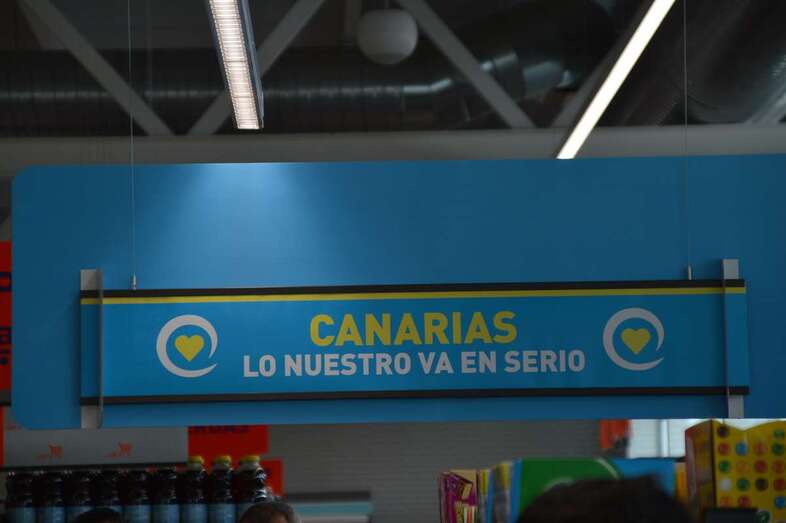 CANARIAS
LO NUESTRO VA EN SERIO